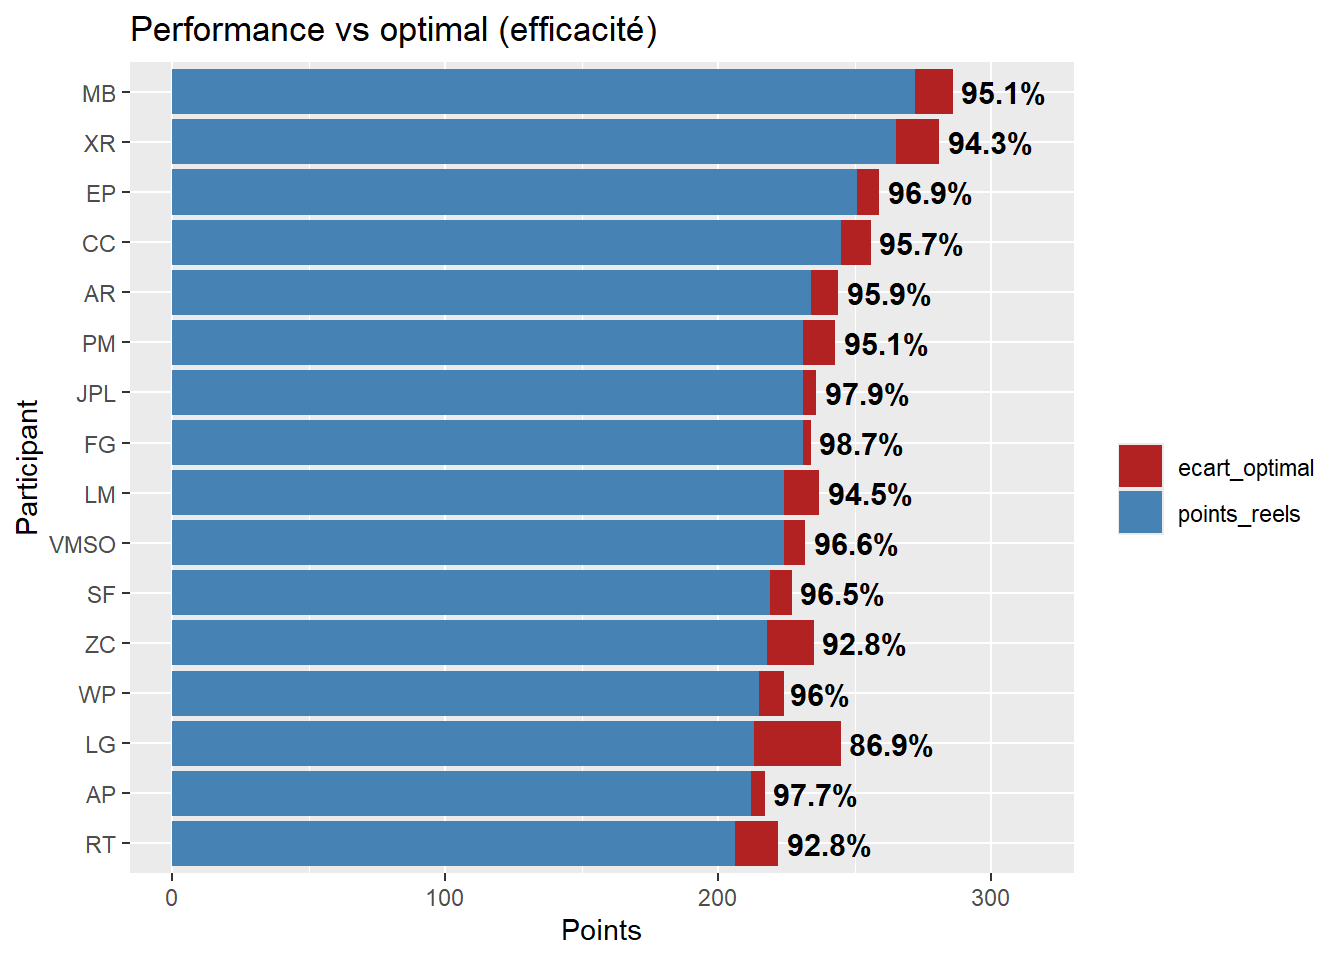 Performance vs optimal (efficacité)
MB 95.1%
XR 94.3%
EP 96.9%
CC 95.7%
AR 95.9%
PM 95.1%
JPL 97.9%
FG 98.7%
LM 94.5%
VMSO 96.6%
SF 96.5%
ZC 92.8%
WP 96%
LG 86.9%
AP 97.7%
RT 92.8%
Participant
0 100 200 300
Points
ecart_optimal
points_reels